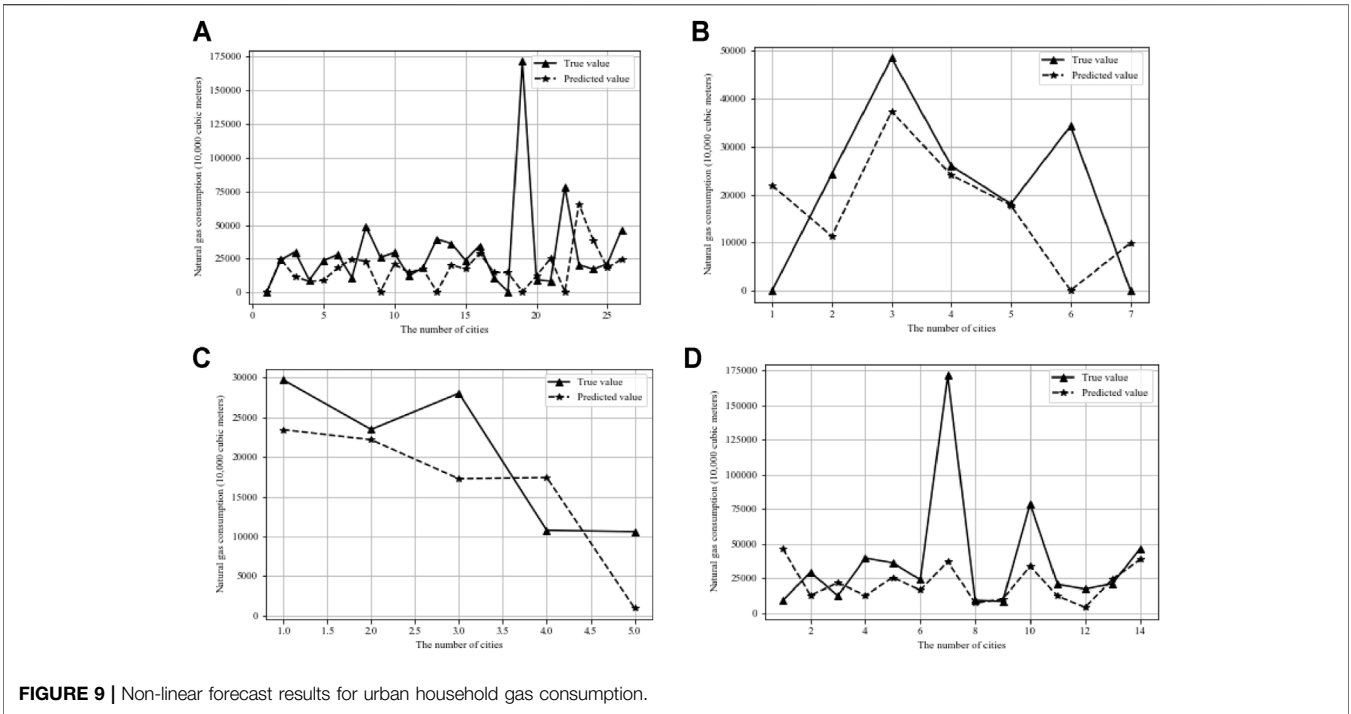 A
Natural gas consumption (10,000 cubic meters)
175000
150000
125000
100000
75000
50000
25000
0
True value
Predicted value
0 5 10 15 20 25
The number of cities
B
Natural gas consumption (10,000 cubic meters)
50000
40000
30000
20000
10000
0
True value
Predicted value
1 2 3 4 5 6 7
The number of cities
C
Natural gas consumption (10,000 cubic meters)
30000
25000
20000
15000
10000
5000
0
True value
Predicted value
1.0 1.5 2.0 2.5 3.0 3.5 4.0 4.5 5.0
The number of cities
D
Natural gas consumption (10,000 cubic meters)
175000
150000
125000
100000
75000
50000
25000
0
True value
Predicted value
2 4 6 8 10 12 14
The number of cities
FIGURE 9 | Non-linear forecast results for urban household gas consumption.